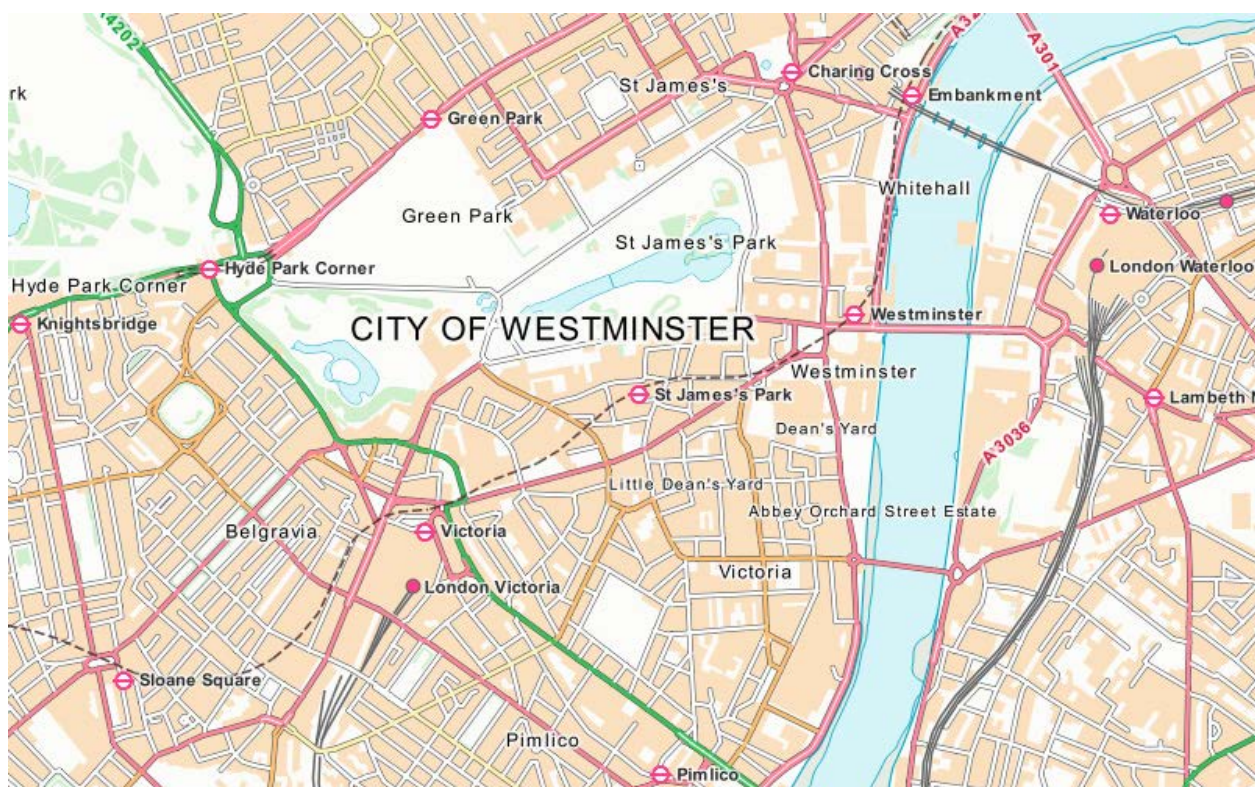 A4202
A32
A301
Charing Cross
St James's
Embankment
rk
Green Park
Whitehall
Green Park
Waterloo
St James's Park
Hyde Park Corner
London Waterloo
Hyde Park Corner
Westminster
Knightsbridge
CITY OF WESTMINSTER
Westminster
St James's Park
Lambeth N
Dean's Yard
A3036
Little Dean's Yard
Abbey Orchard Street Estate
Belgravia
Victoria
Victoria
London Victoria
Sloane Square
Pimlico
Pimlico